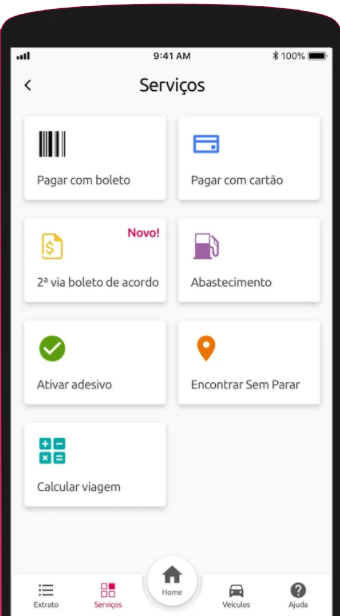 9:41 AM
100%
Serviços
Pagar com boleto
Pagar com cartão
Novo!
2ª via boleto de acordo
Abastecimento
Ativar adesivo
Encontrar Sem Parar
Calcular viagem
Extrato
Serviços
Home
Veículos
Ajuda